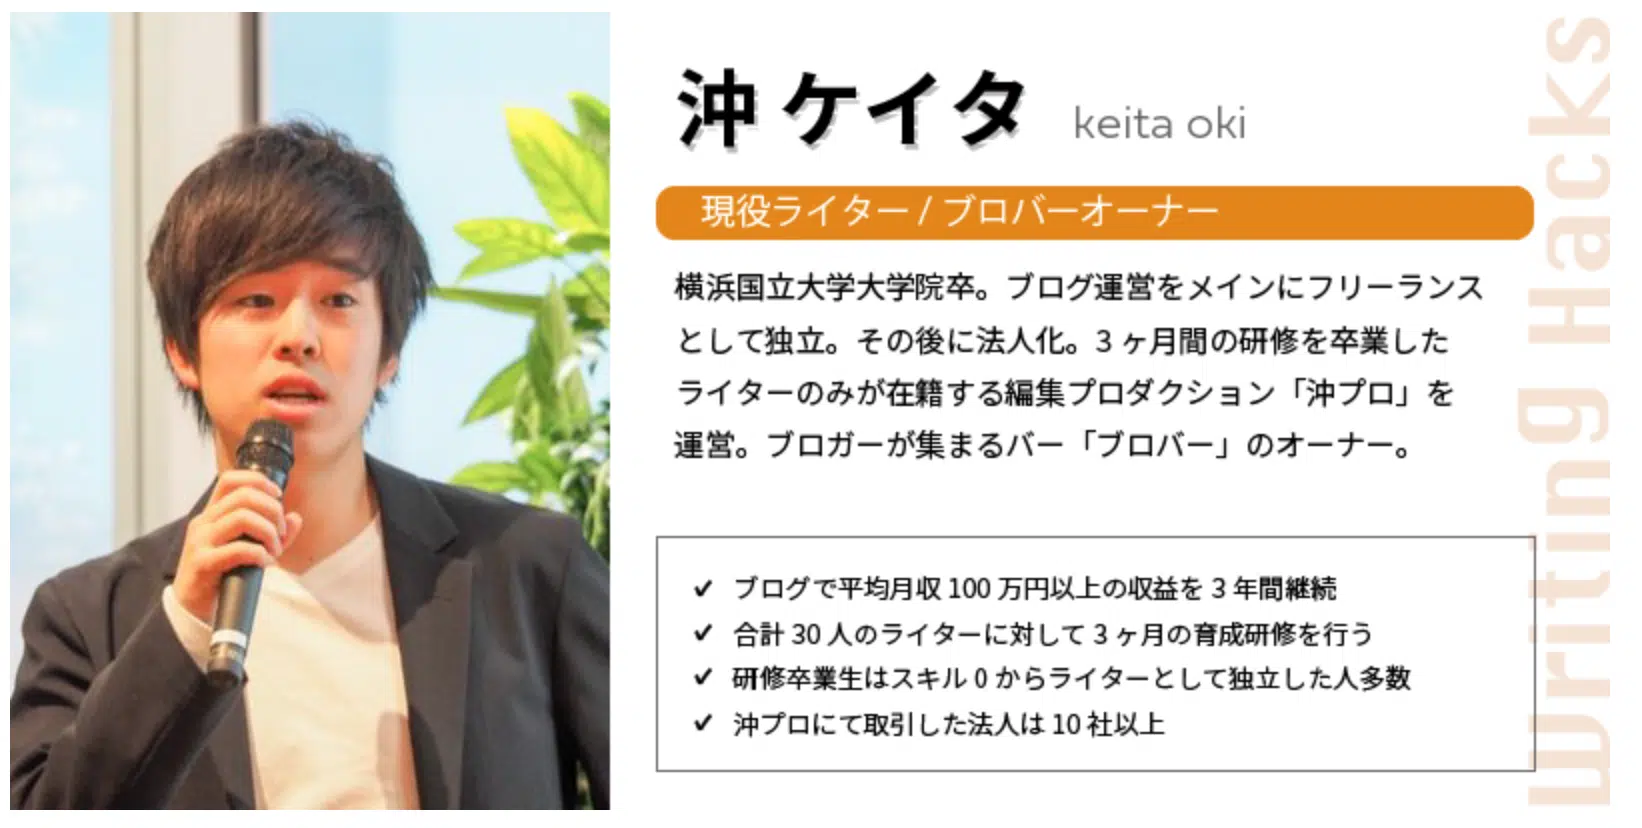 沖 ケイタ keita oki
現役ライター / ブロバーオーナー
横浜国立大学大学院卒。ブログ運営をメインにフリーランス
として独立。その後に法人化。3 ヶ月間の研修を卒業した
ライターのみが在籍する編集プロダクション「沖プロ」を
運営。ブロガーが集まるバー「ブロバー」のオーナー。
✔ ブログで平均月収 100 万円以上の収益を 3 年間継続
✔ 合計 30 人のライターに対して 3 ヶ月の育成研修を行う
✔ 研修卒業生はスキル 0 からライターとして独立した人多数
✔ 沖プロにて取引した法人は 10 社以上
Writing Hacks